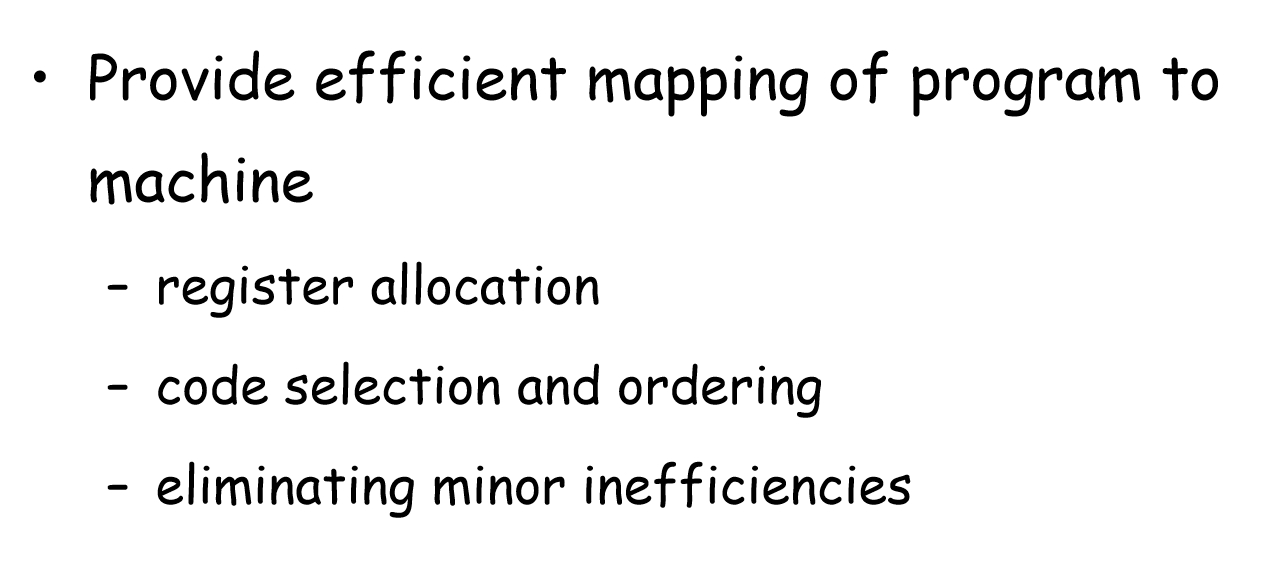 • Provide efficient mapping of program to
machine
– register allocation
– code selection and ordering
– eliminating minor inefficiencies